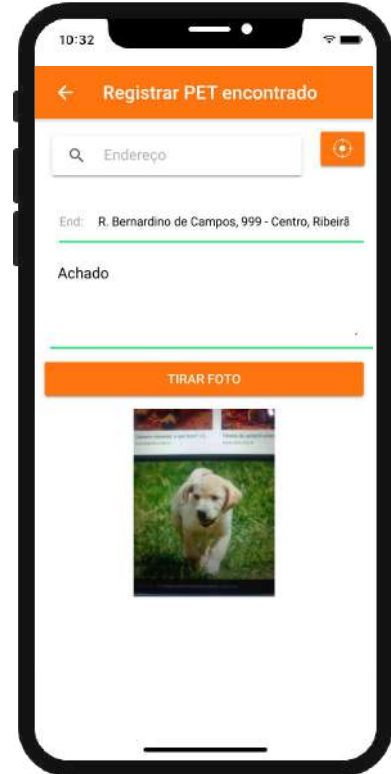 10:32
Registrar PET encontrado
Endereço
End: R. Bernardino de Campos, 999 - Centro, Ribeirã
Achado
TIRAR FOTO